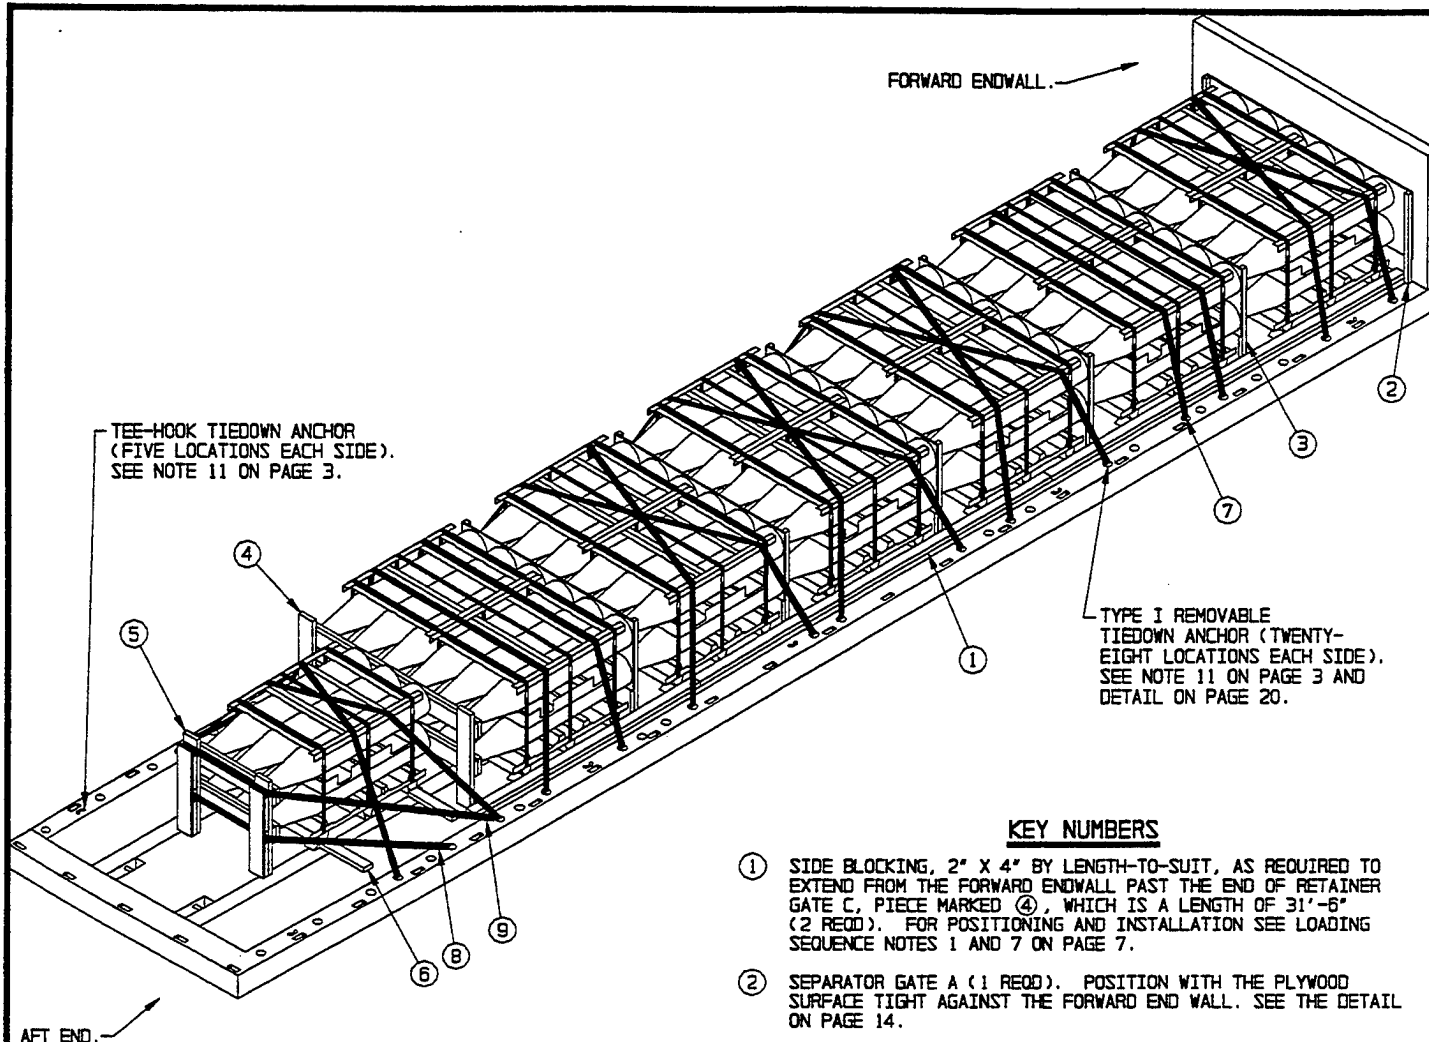 FORWARD ENDWALL.
2
3
TEE-HOOK TIEDOWN ANCHOR
(FIVE LOCATIONS EACH SIDE).
SEE NOTE 11 ON PAGE 3.
7
4
TYPE I REMOVABLE
TIEDOWN ANCHOR (TWENTY-
EIGHT LOCATIONS EACH SIDE).
SEE NOTE 11 ON PAGE 3 AND
DETAIL ON PAGE 20.
5
1
9
8
6
AFT END.
KEY NUMBERS
1 SIDE BLOCKING, 2" X 4" BY LENGTH-TO-SUIT, AS REQUIRED TO
EXTEND FROM THE FORWARD ENDWALL PAST THE END OF RETAINER
GATE C, PIECE MARKED 4, WHICH IS A LENGTH OF 31'-6"
(2 REQD). FOR POSITIONING AND INSTALLATION SEE LOADING
SEQUENCE NOTES 1 AND 7 ON PAGE 7.
2 SEPARATOR GATE A (1 REQD). POSITION WITH THE PLYWOOD
SURFACE TIGHT AGAINST THE FORWARD END WALL. SEE THE DETAIL
ON PAGE 14.